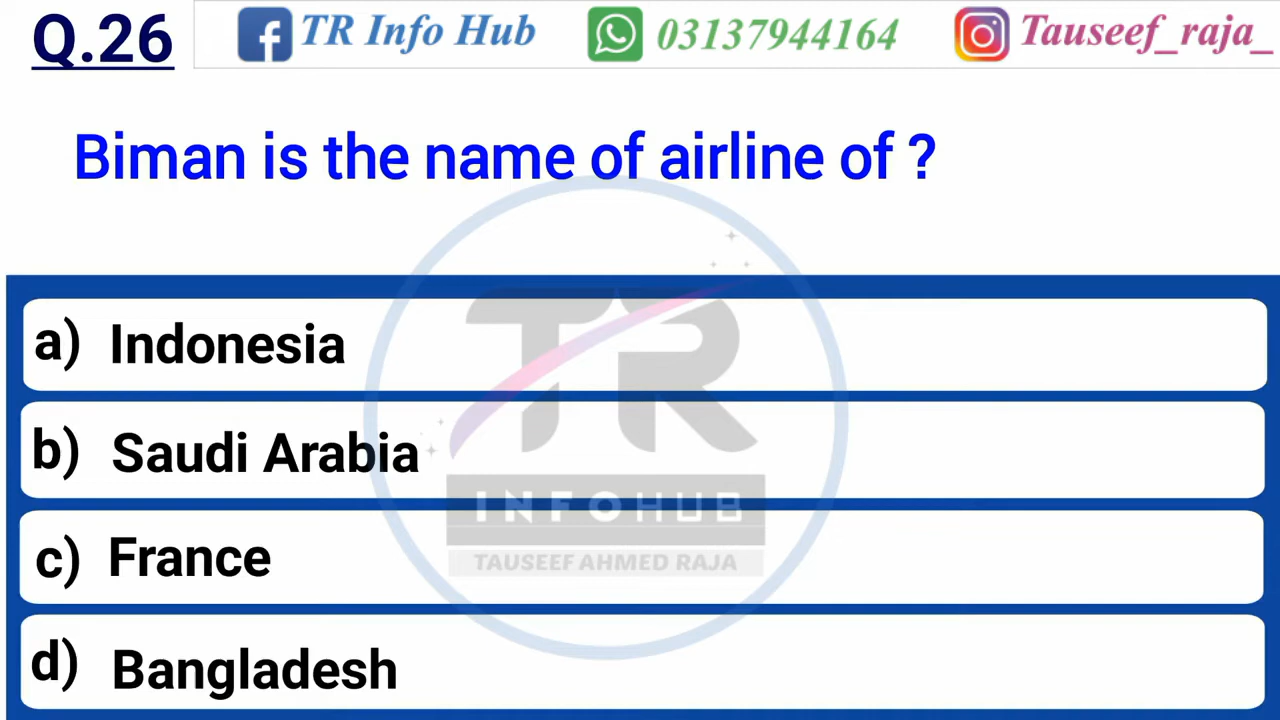 Q.26 TR Info Hub 03137944164 Tauseef_raja_
Biman is the name of airline of ?
a) Indonesia
b) Saudi Arabia
c) France
d) Bangladesh
TR
INFOHUB
TAUSEEF AHMED RAJA